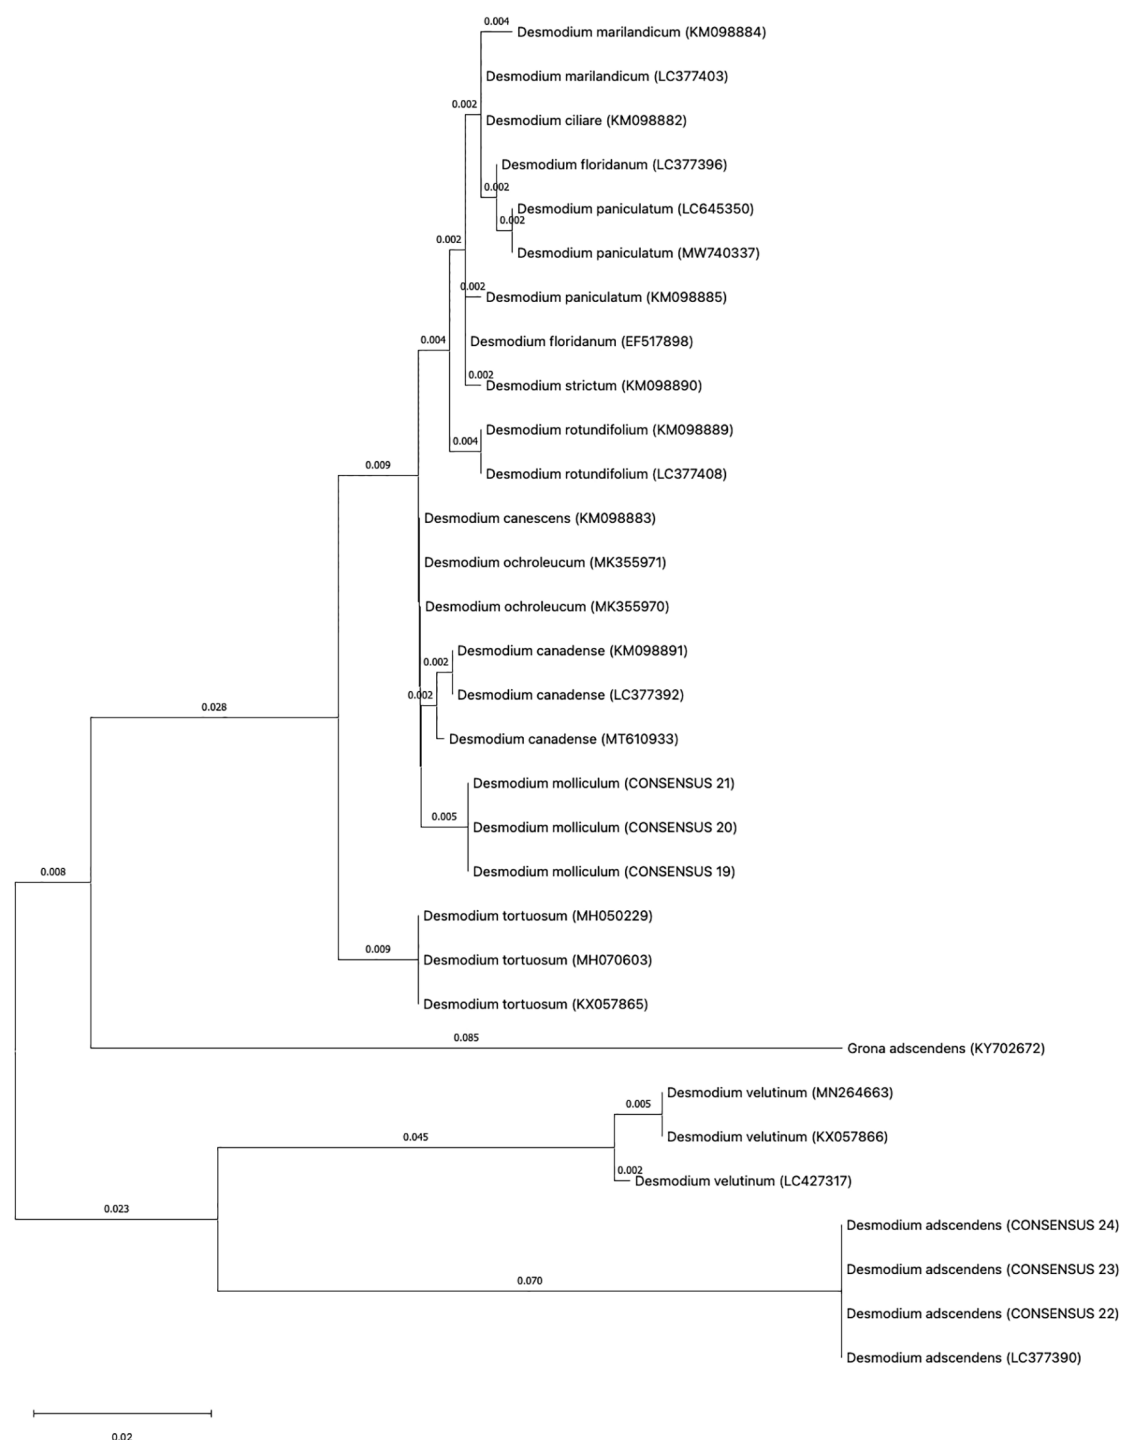 0.004
Desmodium marilandicum (KM098884)
Desmodium marilandicum (LC377403)
0.002
Desmodium ciliare (KM098882)
Desmodium floridanum (LC377396)
0.002
Desmodium paniculatum (LC645350)
0.002
Desmodium paniculatum (MW740337)
0.002
0.002
Desmodium paniculatum (KM098885)
0.004
Desmodium floridanum (EF517898)
0.002
Desmodium strictum (KM098890)
Desmodium rotundifolium (KM098889)
0.004
0.009
Desmodium rotundifolium (LC377408)
Desmodium canescens (KM098883)
Desmodium ochroleucum (MK355971)
Desmodium ochroleucum (MK355970)
Desmodium canadense (KM098891)
0.002
0.002
Desmodium canadense (LC377392)
0.028
Desmodium canadense (MT610933)
Desmodium molliculum (CONSENSUS 21)
0.005
Desmodium molliculum (CONSENSUS 20)
0.008
Desmodium molliculum (CONSENSUS 19)
Desmodium tortuosum (MH050229)
0.009
Desmodium tortuosum (MH070603)
Desmodium tortuosum (KX057865)
0.085
Grona adscendens (KY702672)
Desmodium velutinum (MN264663)
0.005
0.045
Desmodium velutinum (KX057866)
0.002
Desmodium velutinum (LC427317)
0.023
Desmodium adscendens (CONSENSUS 24)
Desmodium adscendens (CONSENSUS 23)
0.070
Desmodium adscendens (CONSENSUS 22)
Desmodium adscendens (LC377390)
0.02